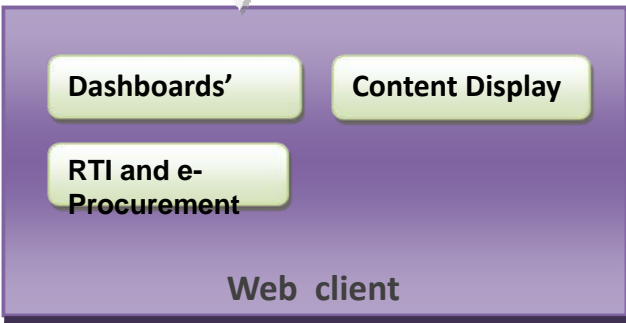 Dashboards’ Content Display
RTI and e-
Procurement
Web client